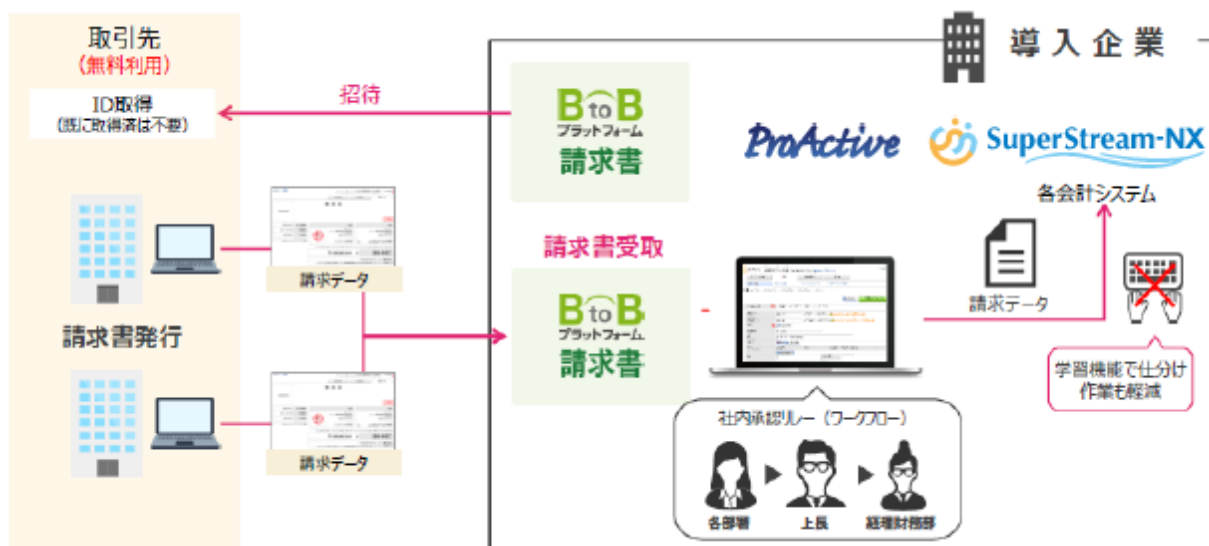 取引先
(無料利用)
ID取得
(既に取得済は不要)
招待
BtoB
プラットフォーム
請求書
導入企業
ProActive
SuperStream-NX
各会計システム
請求データ
請求書発行
請求データ
請求書受取
BtoB
プラットフォーム
請求書
請求データ
学習機能で仕分け
作業も軽減
社内承認リレー（ワークフロー）
各部署
上長
経理財務部